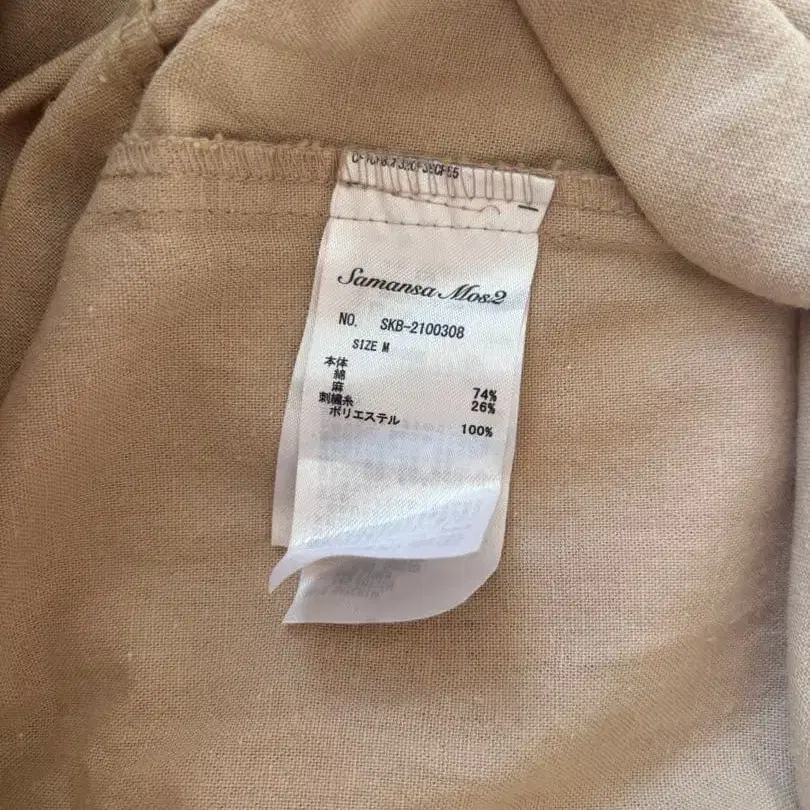 Samansa Mos2
NO. SKB-2100308
SIZE M
本体
綿 74%
麻 26%
刺繍糸
ポリエステル 100%